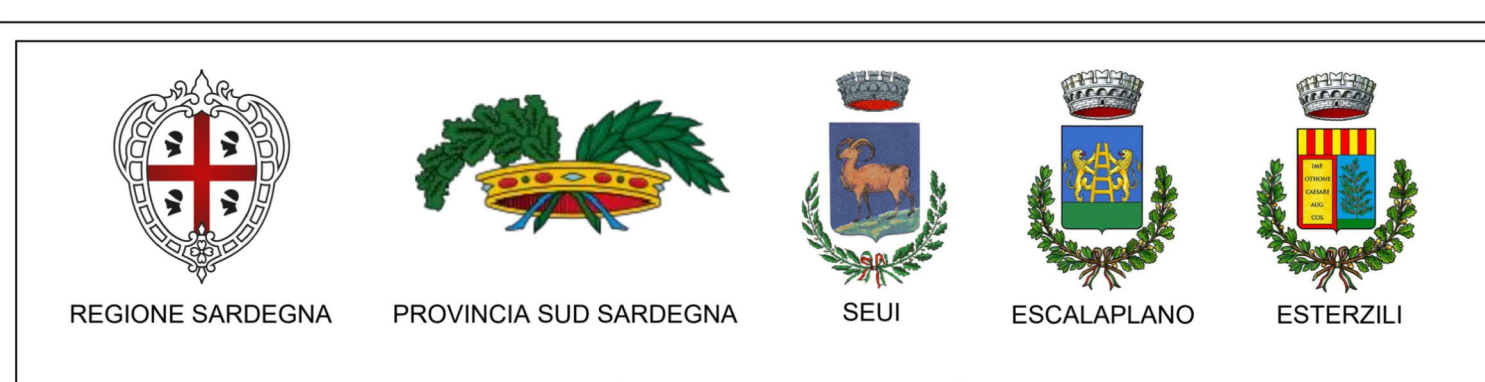 REGIONE SARDEGNA
PROVINCIA SUD SARDEGNA
SEUI
ESCALAPLANO
ESTERZILI
IMP.
OTHONE
CAESARE
AUG.
COS.